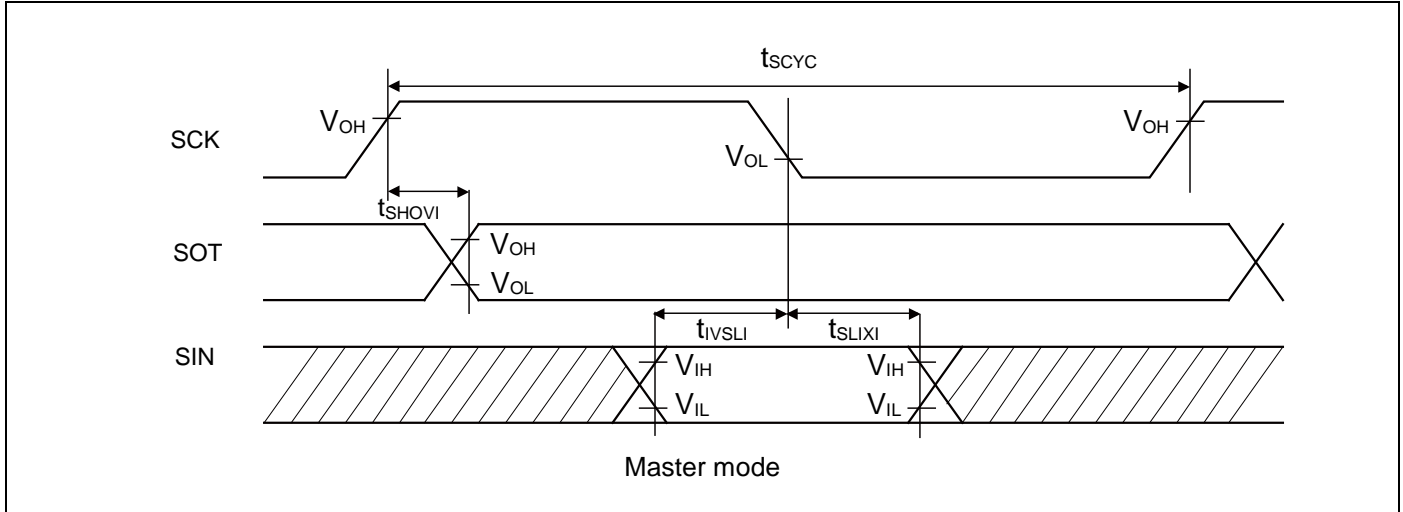 tSCYC
SCK
VOH
VOL
VOH
tSHOVI
SOT
VOH
VOL
tIVSLI
tSLIXI
SIN
VIH
VIH
VIL
VIL
Master mode